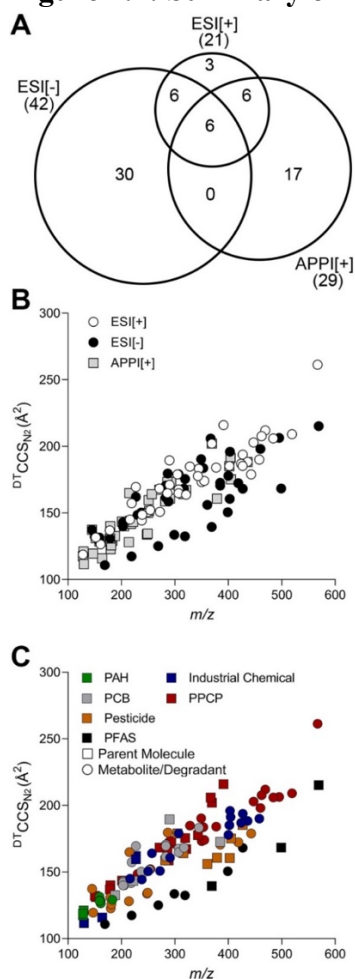 A
ESI[+]
(21)
3
ESI[-]
(42)
6
6
6
30
0
17
APPI[+]
(29)
B
300
250
200
150
100
DTCCSN2(Å²)
ESI[+]
ESI[-]
APPI[+]
100
200
300
400
500
600
m/z
C
300
250
200
150
100
DTCCSN2(Å²)
PAH
Industrial Chemical
PCB
PPCP
Pesticide
PFAS
Parent Molecule
Metabolite/Degradant
100
200
300
400
500
600
m/z